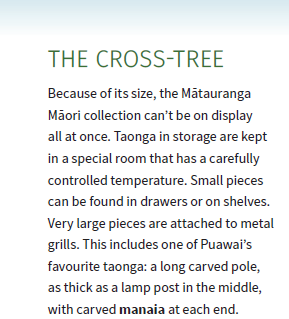 THE CROSS-TREE
Because of its size, the Mātauranga
Māori collection can't be on display
all at once. Taonga in storage are kept
in a special room that has a carefully
controlled temperature. Small pieces
can be found in drawers or on shelves.
Very large pieces are attached to metal
grills. This includes one of Puawai's
favourite taonga: a long carved pole,
as thick as a lamp post in the middle,
with carved manaia at each end.